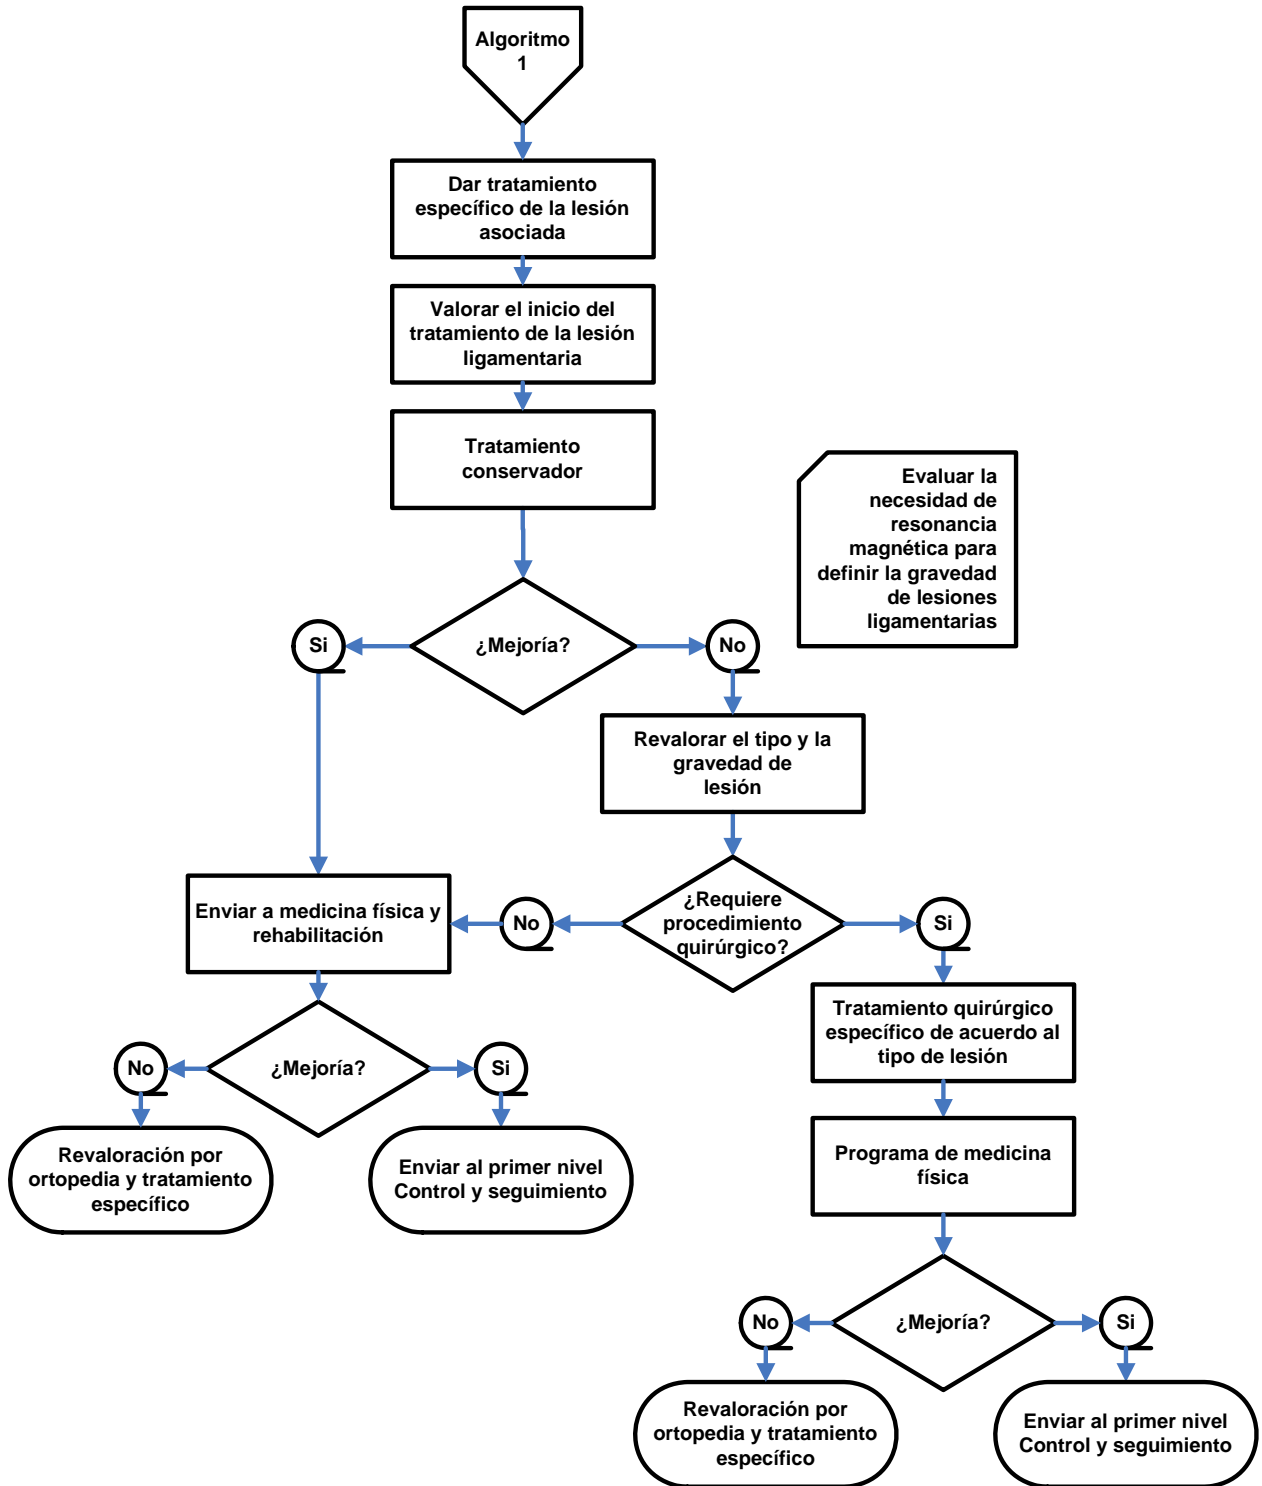 Algoritmo
1
Dar tratamiento
específico de la lesión
asociada
Valorar el inicio del
tratamiento de la lesión
ligamentaria
Tratamiento
conservador
Evaluar la
necesidad de
resonancia
magnética para
definir la gravedad
de lesiones
ligamentarias
Si
¿Mejoría?
No
Revalorar el tipo y la
gravedad de
lesión
Enviar a medicina física y
rehabilitación
No
¿Requiere
procedimiento
quirúrgico?
Si
Tratamiento quirúrgico
específico de acuerdo al
tipo de lesión
No
¿Mejoría?
Si
Revaloración por
ortopedia y tratamiento
específico
Enviar al primer nivel
Control y seguimiento
Programa de medicina
física
No
¿Mejoría?
Si
Revaloración por
ortopedia y tratamiento
específico
Enviar al primer nivel
Control y seguimiento